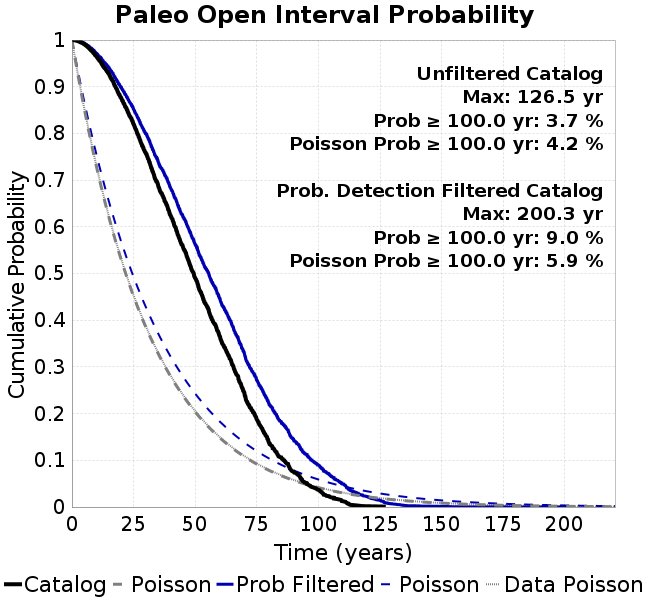 Paleo Open Interval Probability
Unfiltered Catalog
Max: 126.5 yr
Prob ≥ 100.0 yr: 3.7 %
Poisson Prob ≥ 100.0 yr: 4.2 %
Prob. Detection Filtered Catalog
Max: 200.3 yr
Prob ≥ 100.0 yr: 9.0 %
Poisson Prob ≥ 100.0 yr: 5.9 %
Cumulative Probability
1
0.9
0.8
0.7
0.6
0.5
0.4
0.3
0.2
0.1
0
0 25 50 75 100 125 150 175 200
Time (years)
Catalog Poisson Prob Filtered Poisson Data Poisson